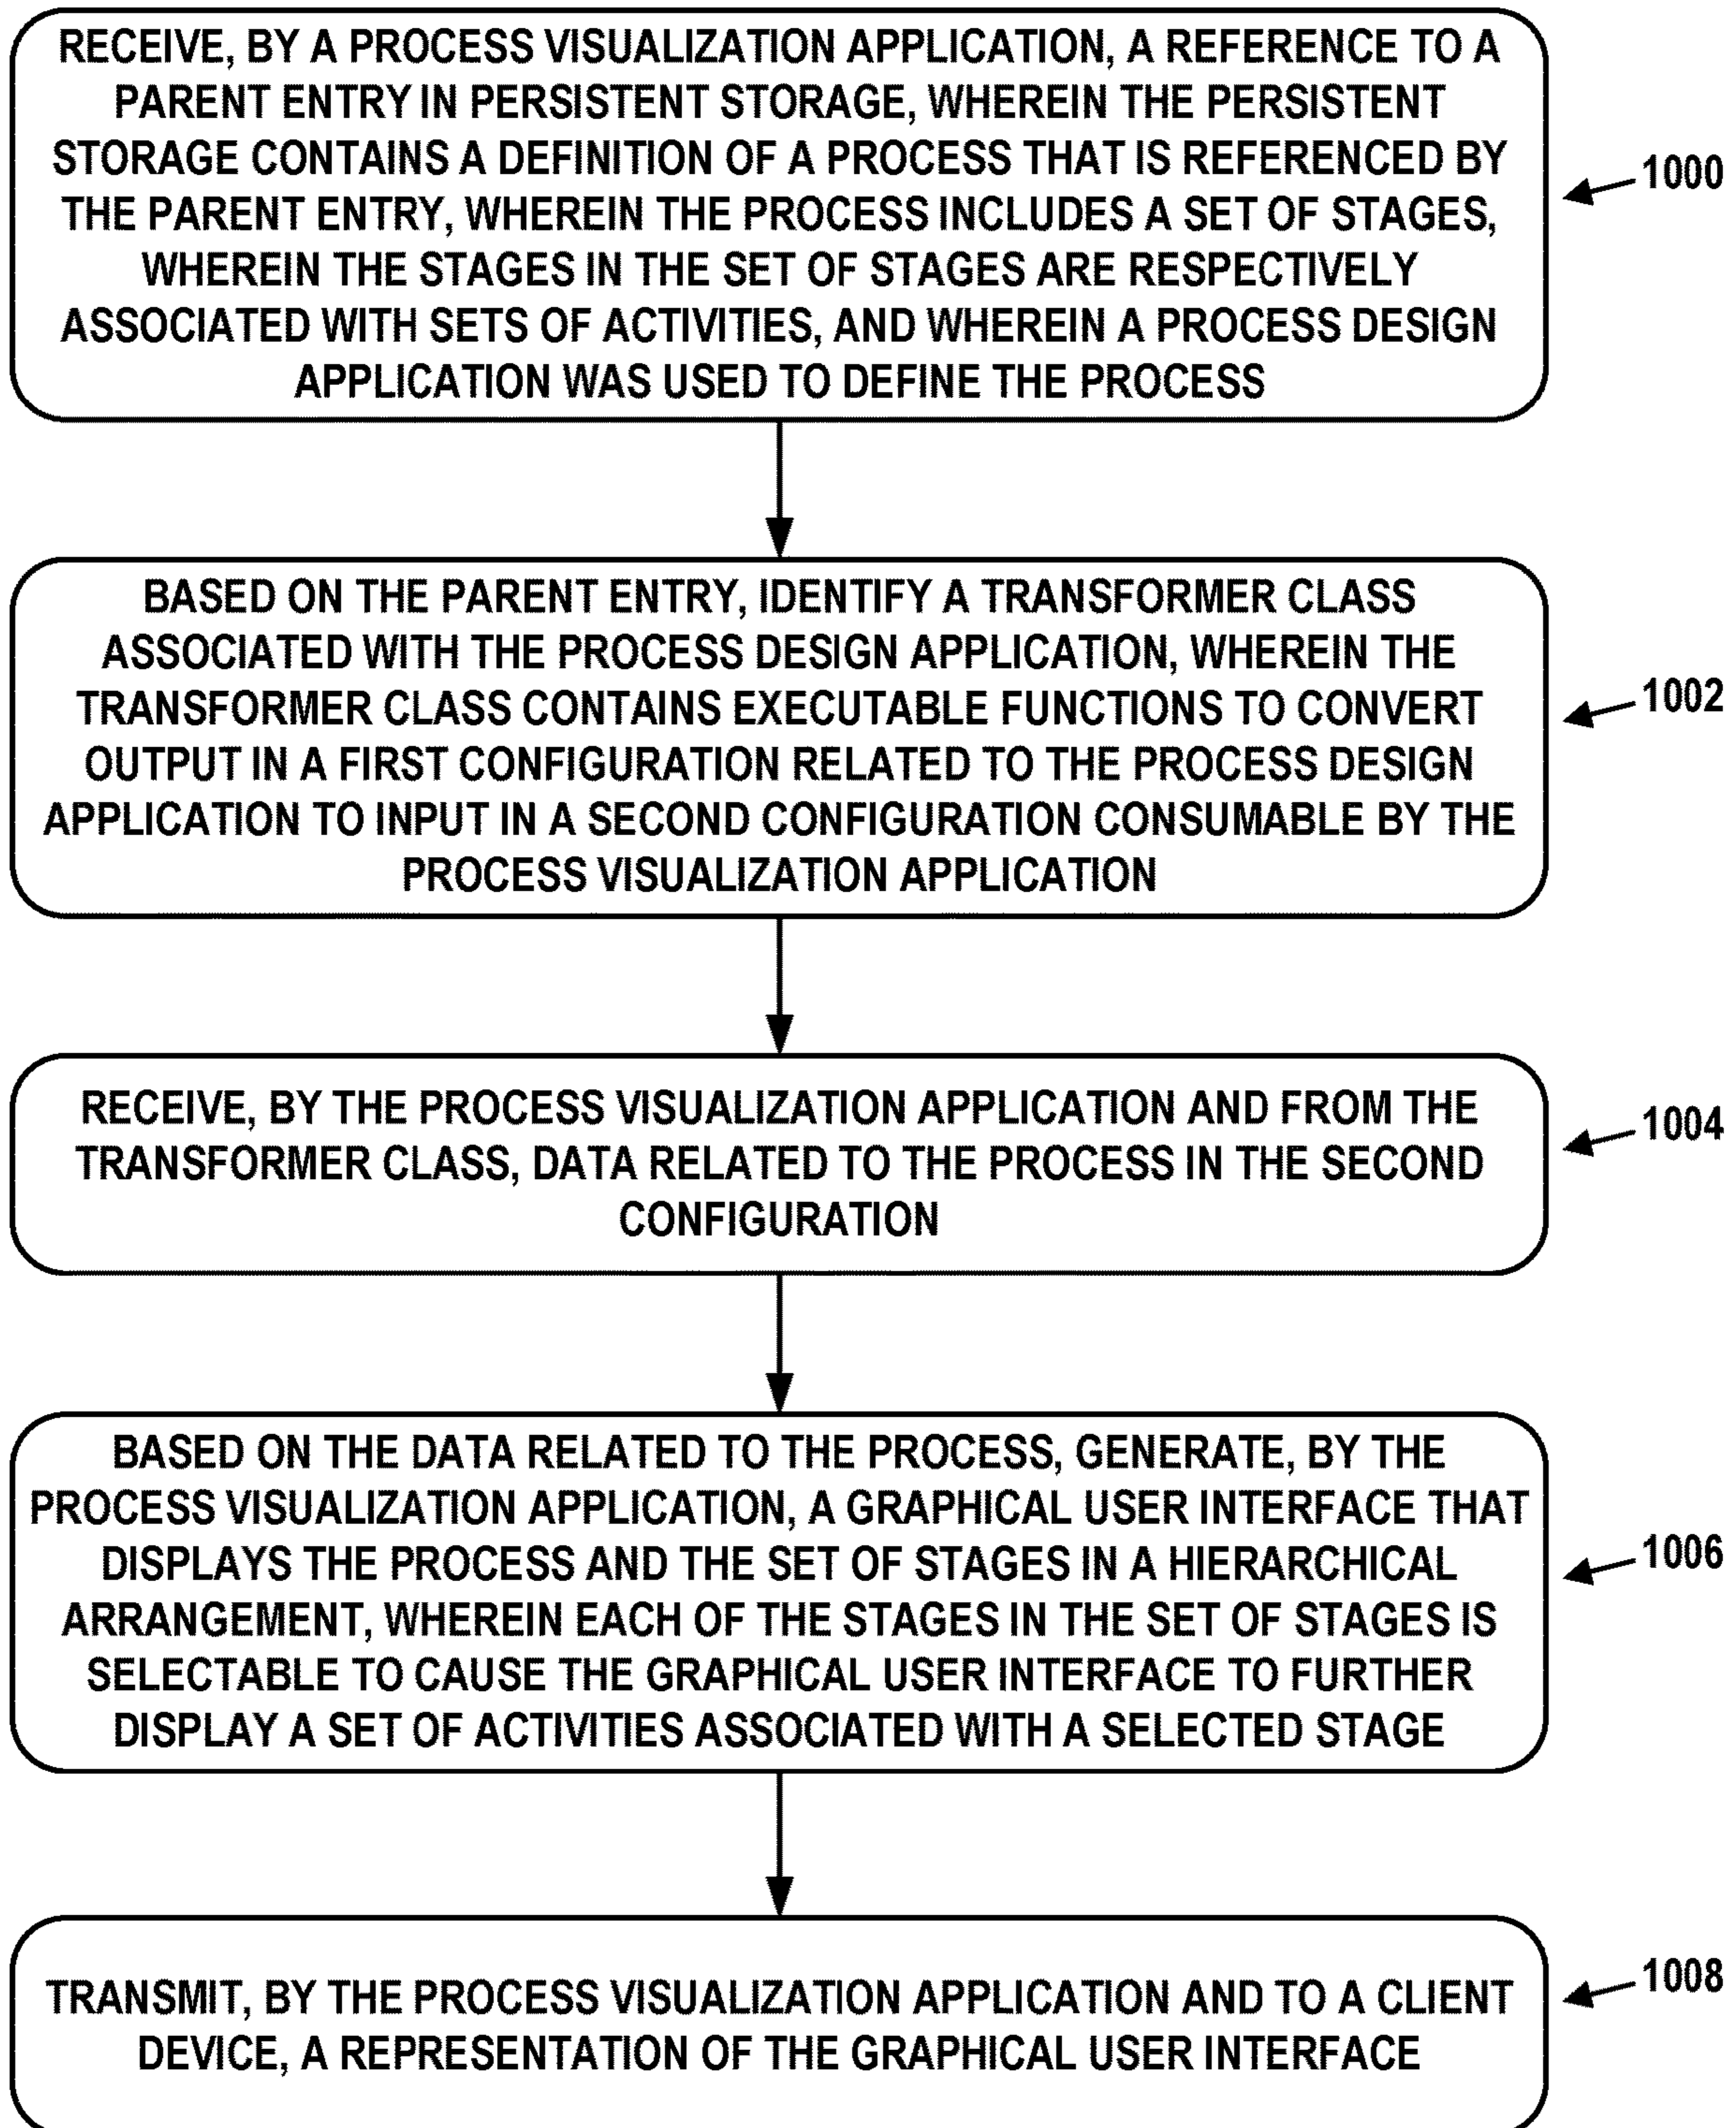 RECEIVE, BY A PROCESS VISUALIZATION APPLICATION, A REFERENCE TO A
PARENT ENTRY IN PERSISTENT STORAGE, WHEREIN THE PERSISTENT
STORAGE CONTAINS A DEFINITION OF A PROCESS THAT IS REFERENCED BY
THE PARENT ENTRY, WHEREIN THE PROCESS INCLUDES A SET OF STAGES,
WHEREIN THE STAGES IN THE SET OF STAGES ARE RESPECTIVELY
ASSOCIATED WITH SETS OF ACTIVITIES, AND WHEREIN A PROCESS DESIGN
APPLICATION WAS USED TO DEFINE THE PROCESS
1000
BASED ON THE PARENT ENTRY, IDENTIFY A TRANSFORMER CLASS
ASSOCIATED WITH THE PROCESS DESIGN APPLICATION, WHEREIN THE
TRANSFORMER CLASS CONTAINS EXECUTABLE FUNCTIONS TO CONVERT
OUTPUT IN A FIRST CONFIGURATION RELATED TO THE PROCESS DESIGN
APPLICATION TO INPUT IN A SECOND CONFIGURATION CONSUMABLE BY THE
PROCESS VISUALIZATION APPLICATION
1002
RECEIVE, BY THE PROCESS VISUALIZATION APPLICATION AND FROM THE
TRANSFORMER CLASS, DATA RELATED TO THE PROCESS IN THE SECOND
CONFIGURATION
1004
BASED ON THE DATA RELATED TO THE PROCESS, GENERATE, BY THE
PROCESS VISUALIZATION APPLICATION, A GRAPHICAL USER INTERFACE THAT
DISPLAYS THE PROCESS AND THE SET OF STAGES IN A HIERARCHICAL
ARRANGEMENT, WHEREIN EACH OF THE STAGES IN THE SET OF STAGES IS
SELECTABLE TO CAUSE THE GRAPHICAL USER INTERFACE TO FURTHER
DISPLAY A SET OF ACTIVITIES ASSOCIATED WITH A SELECTED STAGE
1006
TRANSMIT, BY THE PROCESS VISUALIZATION APPLICATION AND TO A CLIENT
DEVICE, A REPRESENTATION OF THE GRAPHICAL USER INTERFACE
1008